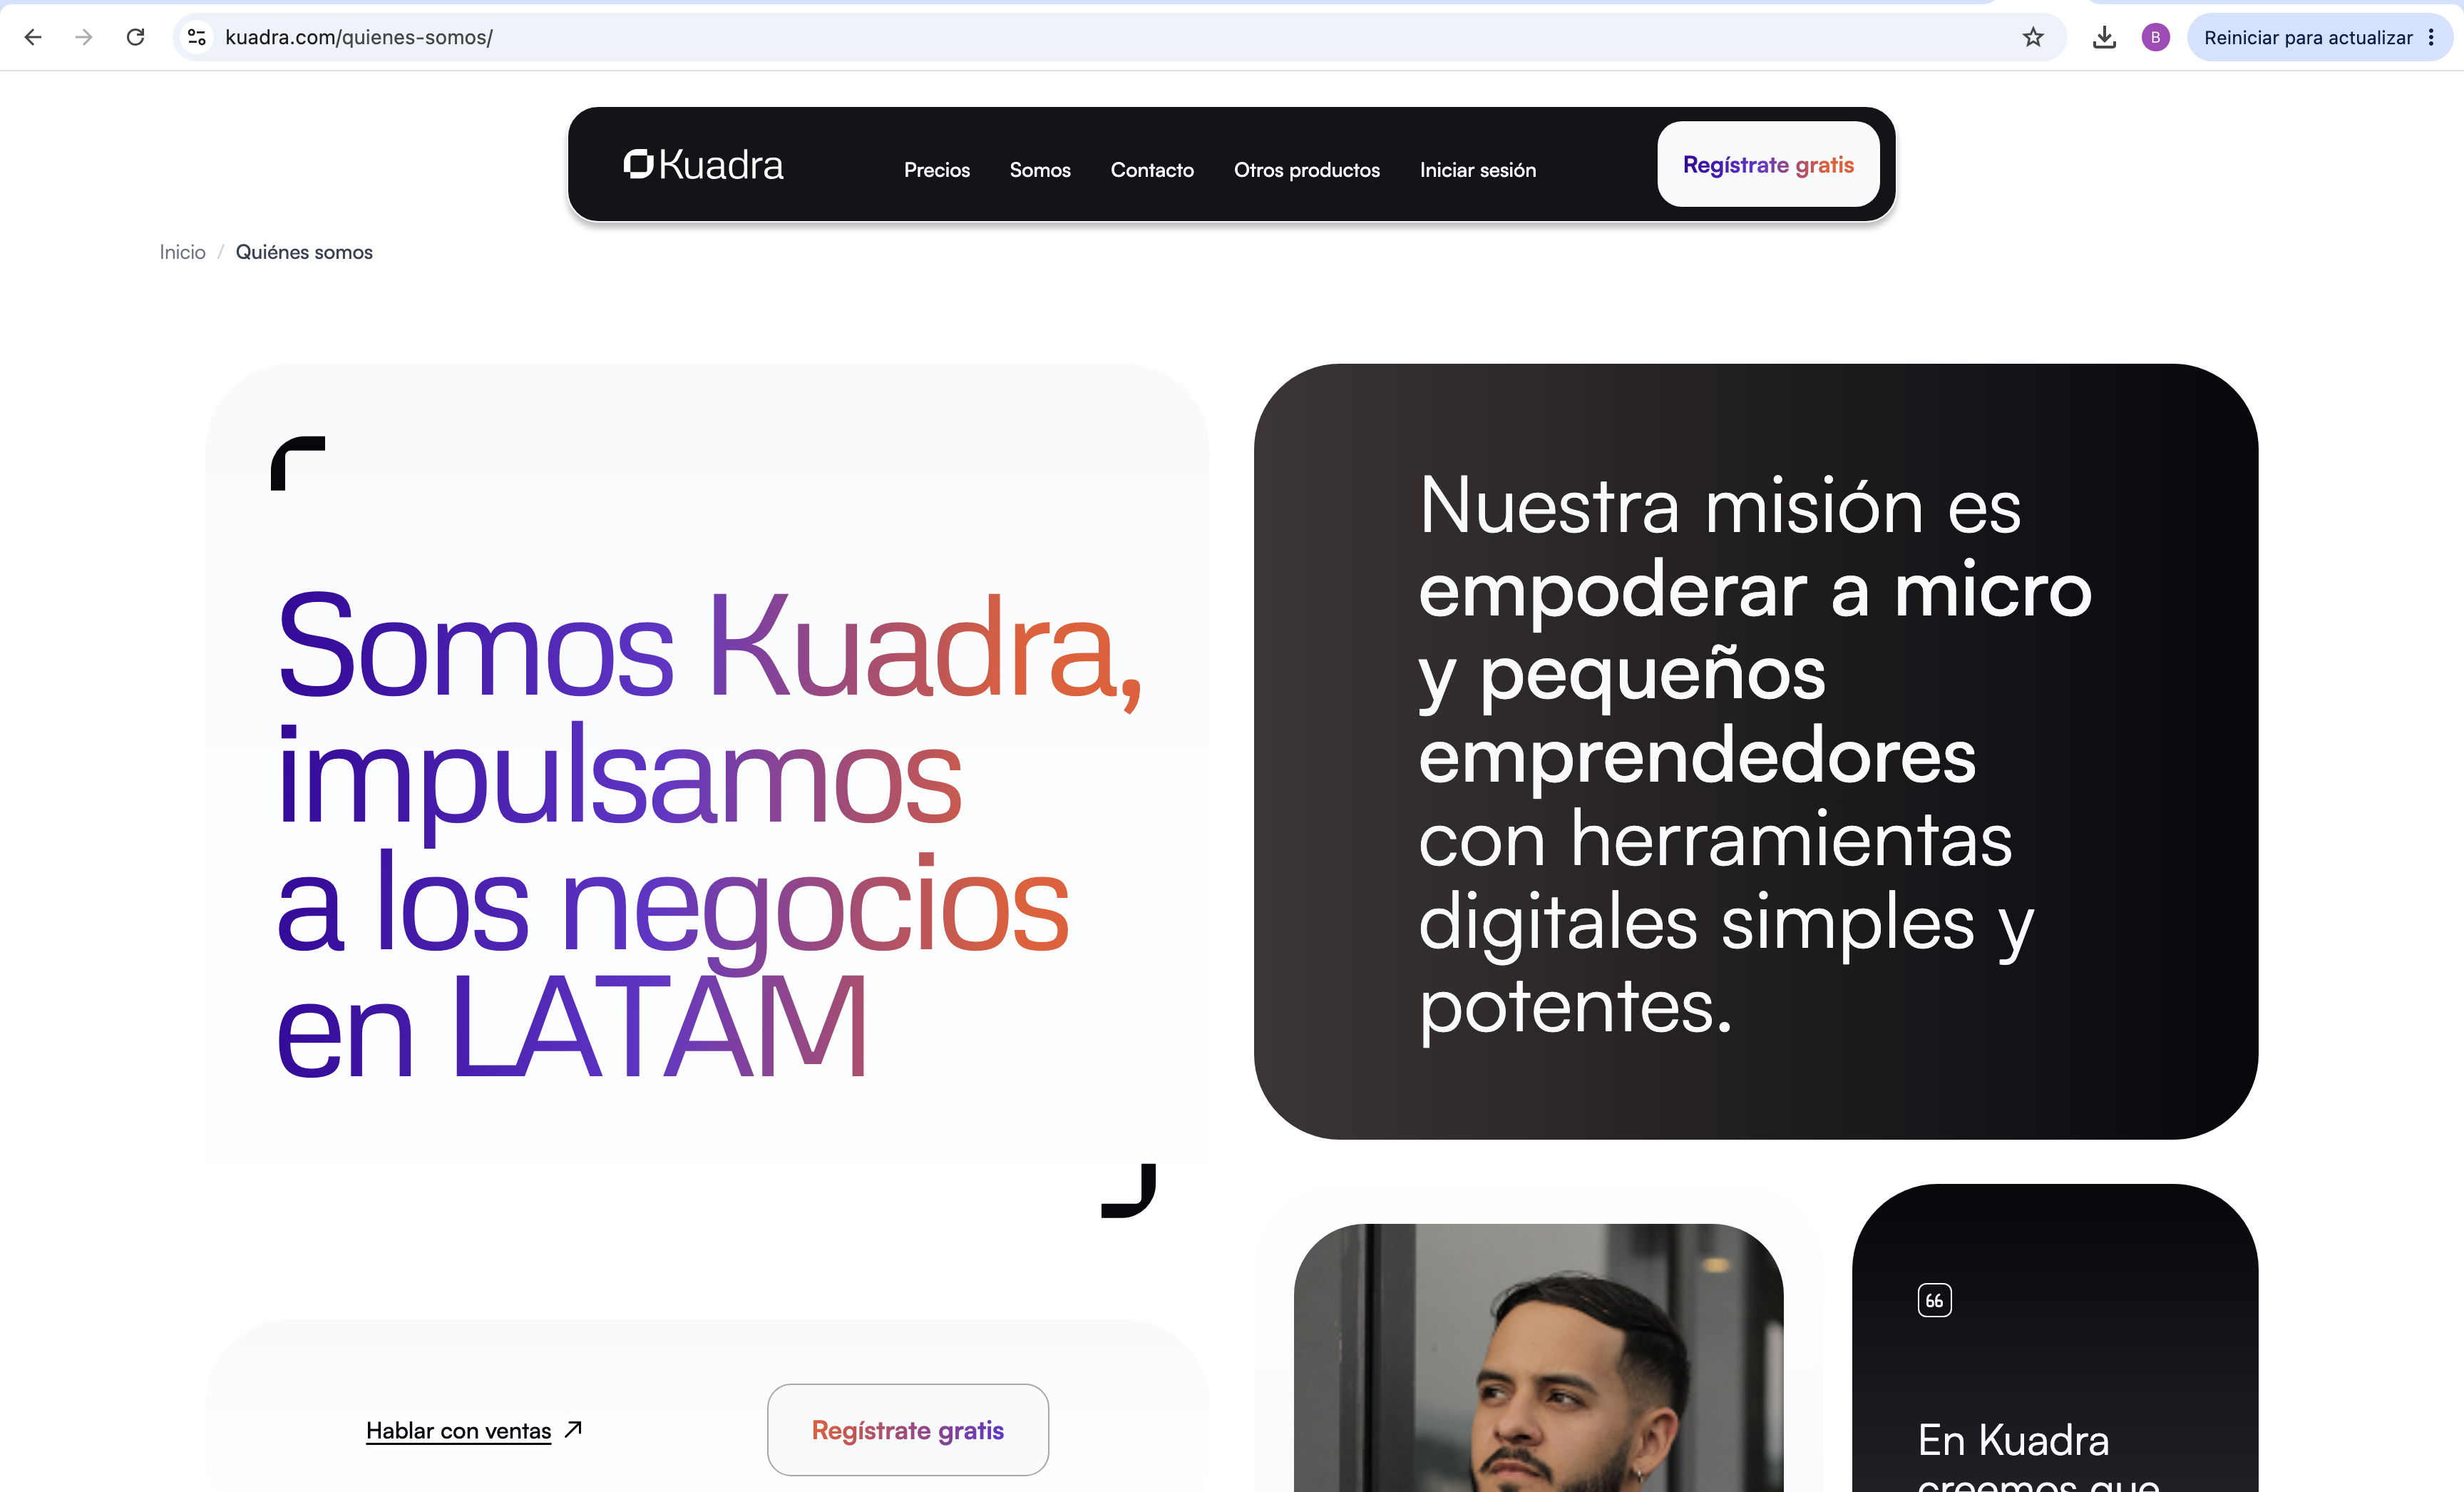 kuadra.com/quienes-somos/
B
Reiniciar para actualizar
Kuadra
Precios
Somos
Contacto
Otros productos
Iniciar sesión
Regístrate gratis
Inicio / Quiénes somos
Somos Kuadra,
impulsamos
a los negocios
en LATAM
Nuestra misión es
empoderar a micro
y pequeños
emprendedores
con herramientas
digitales simples y
potentes.
Hablar con ventas
Regístrate gratis
En Kuadra
creemos que